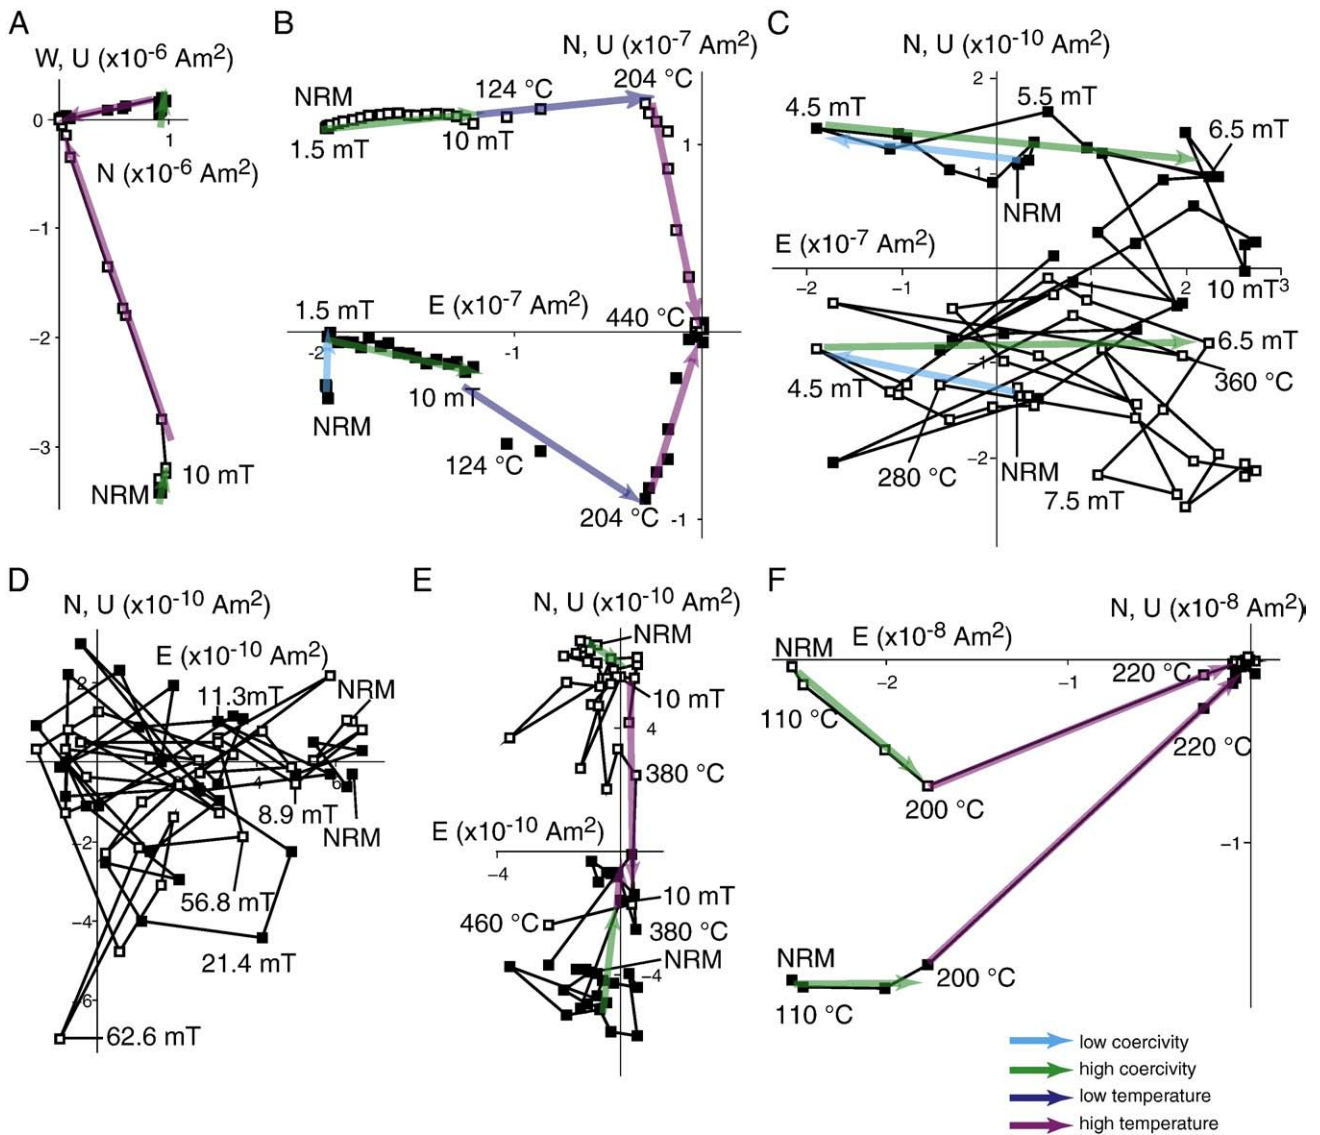 A
W, U (x10-6 Am2)
0
1
N (x10-6 Am2)
−1
−2
−3
10 mT
NRM
B
N, U (x10-7 Am2)
204 °C
124 °C
NRM
1.5 mT
10 mT
1
1.5 mT
E (x10-7 Am2)
440 °C
-2
-1
10 mT
NRM
124 °C
204 °C
-1
C
N, U (x10-10 Am2)
2
4.5 mT
5.5 mT
6.5 mT
1
NRM
E (x10-7 Am2)
−2
−1
1
2
3
10 mT
6.5 mT
−1
4.5 mT
360 °C
280 °C
NRM
−2
7.5 mT
D
N, U (x10-10 Am2)
E (x10-10 Am2)
2
11.3mT
NRM
4
6
8.9 mT
NRM
−2
56.8 mT
−4
21.4 mT
−6
62.6 mT
E
N, U (x10-10 Am2)
NRM
10 mT
4
380 °C
E (x10-10 Am2)
−4
10 mT
460 °C
380 °C
NRM
−4
F
N, U (x10-8 Am2)
NRM
E (x10-8 Am2)
−2
−1
220 °C
110 °C
220 °C
200 °C
−1
NRM
200 °C
110 °C
low coercivity
high coercivity
low temperature
high temperature